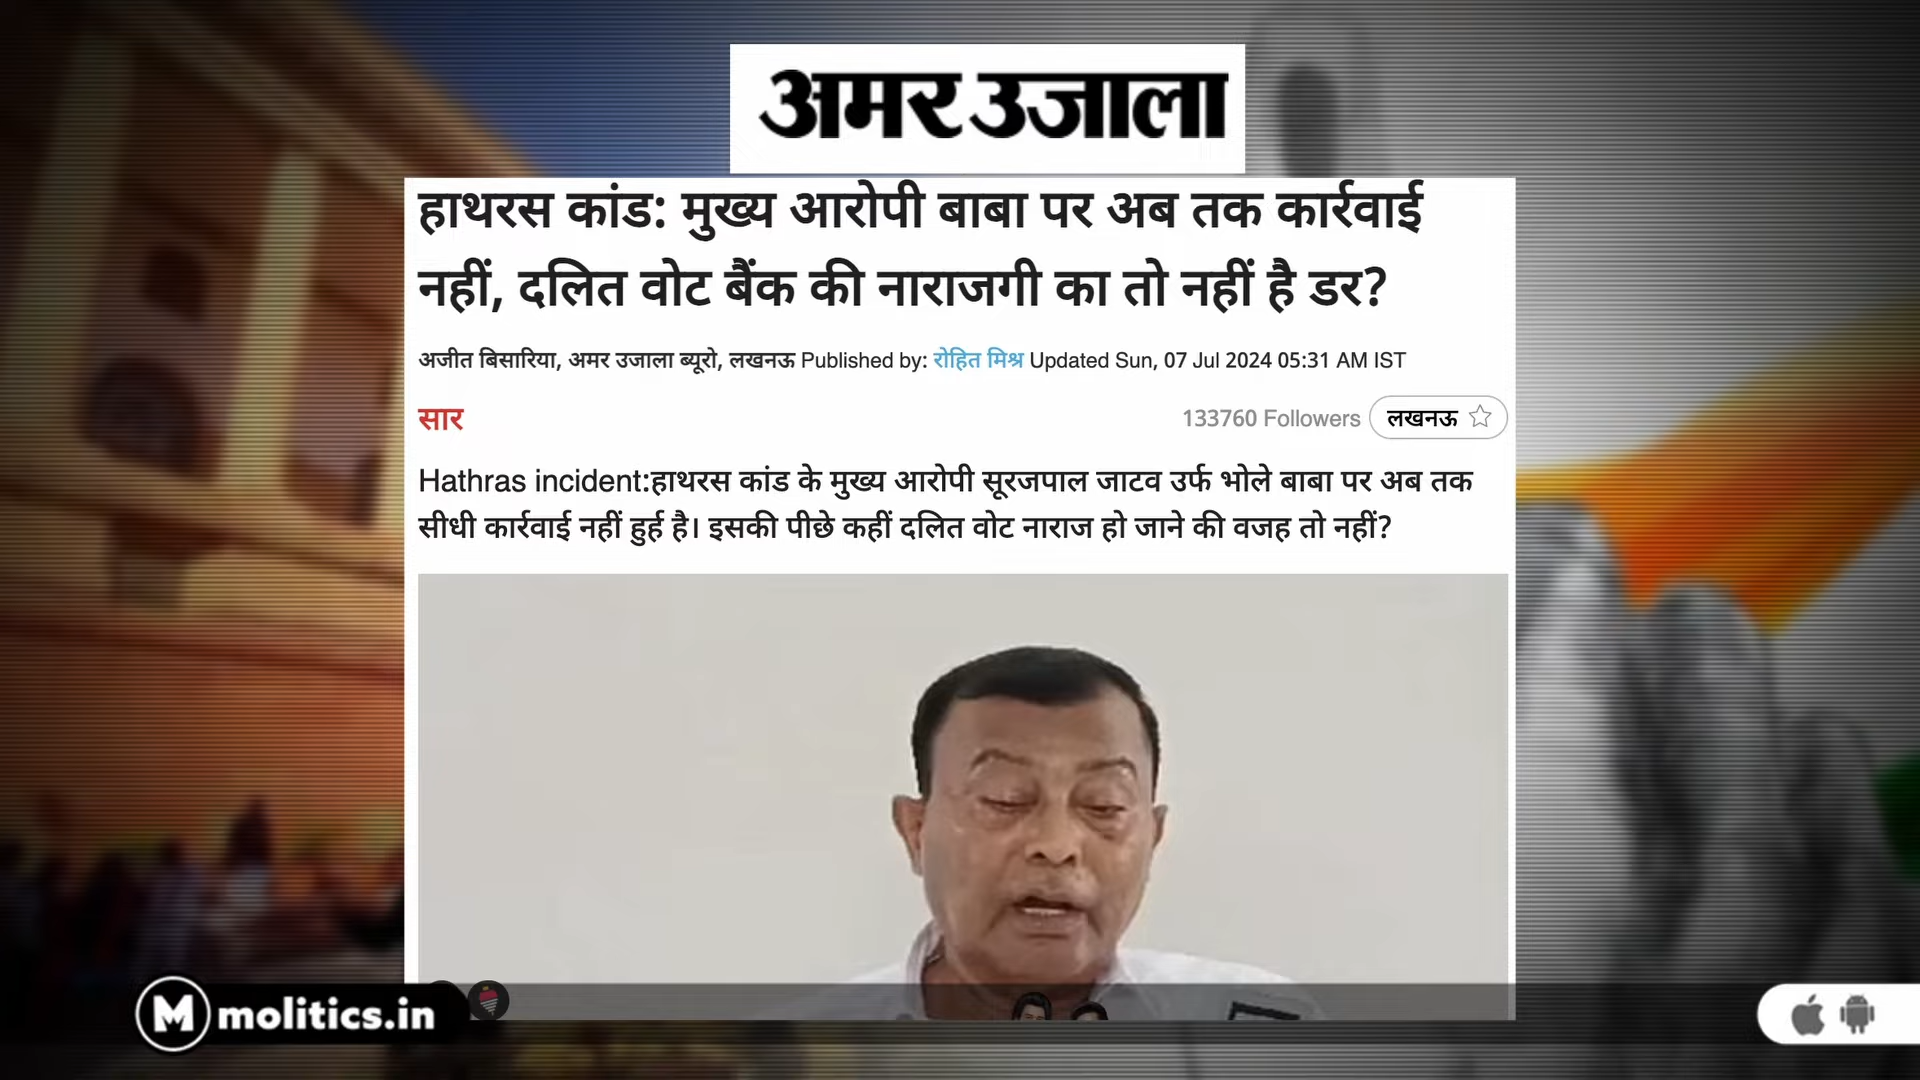 अमर उजाला
हाथरस कांड: मुख्य आरोपी बाबा पर अब तक कार्रवाई
नहीं, दलित वोट बैंक की नाराजगी का तो नहीं है डर?
अजीत बिसारिया, अमर उजाला ब्यूरो, लखनऊ Published by: रोहित मिश्र Updated Sun, 07 Jul 2024 05:31 AM IST
सार
133760 Followers लखनऊ
Hathras incident:हाथरस कांड के मुख्य आरोपी सूरजपाल जाटव उर्फ भोले बाबा पर अब तक
सीधी कार्रवाई नहीं हुर्ह है। इसकी पीछे कहीं दलित वोट नाराज हो जाने की वजह तो नहीं?
M molitics.in